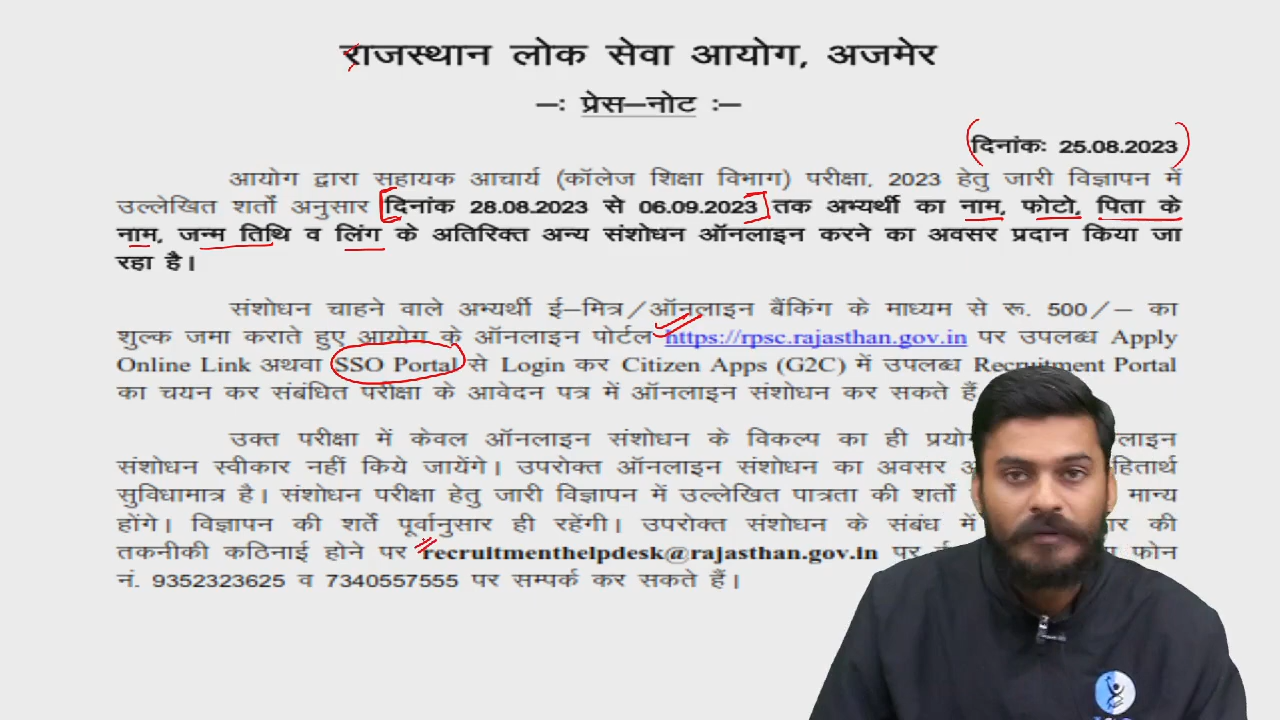 राजस्थान लोक सेवा आयोग, अजमेर
–ः प्रेस–नोट ः–
दिनांकः 25.08.2023
आयोग द्वारा सहायक आचार्य (कॉलेज शिक्षा विभाग) परीक्षा, 2023 हेतु जारी विज्ञापन में
उल्लेखित शर्तो अनुसार दिनांक 28.08.2023 से 06.09.2023 तक अभ्यर्थी का नाम, फोटो, पिता के
नाम, जन्म तिथि व लिंग के अतिरिक्त अन्य संशोधन ऑनलाइन करने का अवसर प्रदान किया जा
रहा है।
संशोधन चाहने वाले अभ्यर्थी ई–मित्र/ऑनलाइन बैंकिंग के माध्यम से रू. 500/– का
शुल्क जमा कराते हुए आयोग के ऑनलाइन पोर्टल https://rpsc.rajasthan.gov.in पर उपलब्ध Apply
Online Link अथवा SSO Portal से Login कर Citizen Apps (G2C) में उपलब्ध Recruitment Portal
का चयन कर संबंधित परीक्षा के आवेदन पत्र में ऑनलाइन संशोधन कर सकते हैं
उक्त परीक्षा में केवल ऑनलाइन संशोधन के विकल्प का ही
संशोधन स्वीकार नहीं किये जायेंगे। उपरोक्त ऑनलाइन संशोधन का अवसर
सुविधामात्र है। संशोधन परीक्षा हेतु जारी विज्ञापन में उल्लेखित पात्रता की शर्तों मान्य
होंगे। विज्ञापन की शर्ते पूर्वानुसार ही रहेंगी। उपरोक्त संशोधन के संबंध में की
तकनीकी कठिनाई होने पर recruitmenthelpdesk@rajasthan.gov.in पर फोन
नं. 9352323625 व 7340557555 पर सम्पर्क कर सकते हैं।